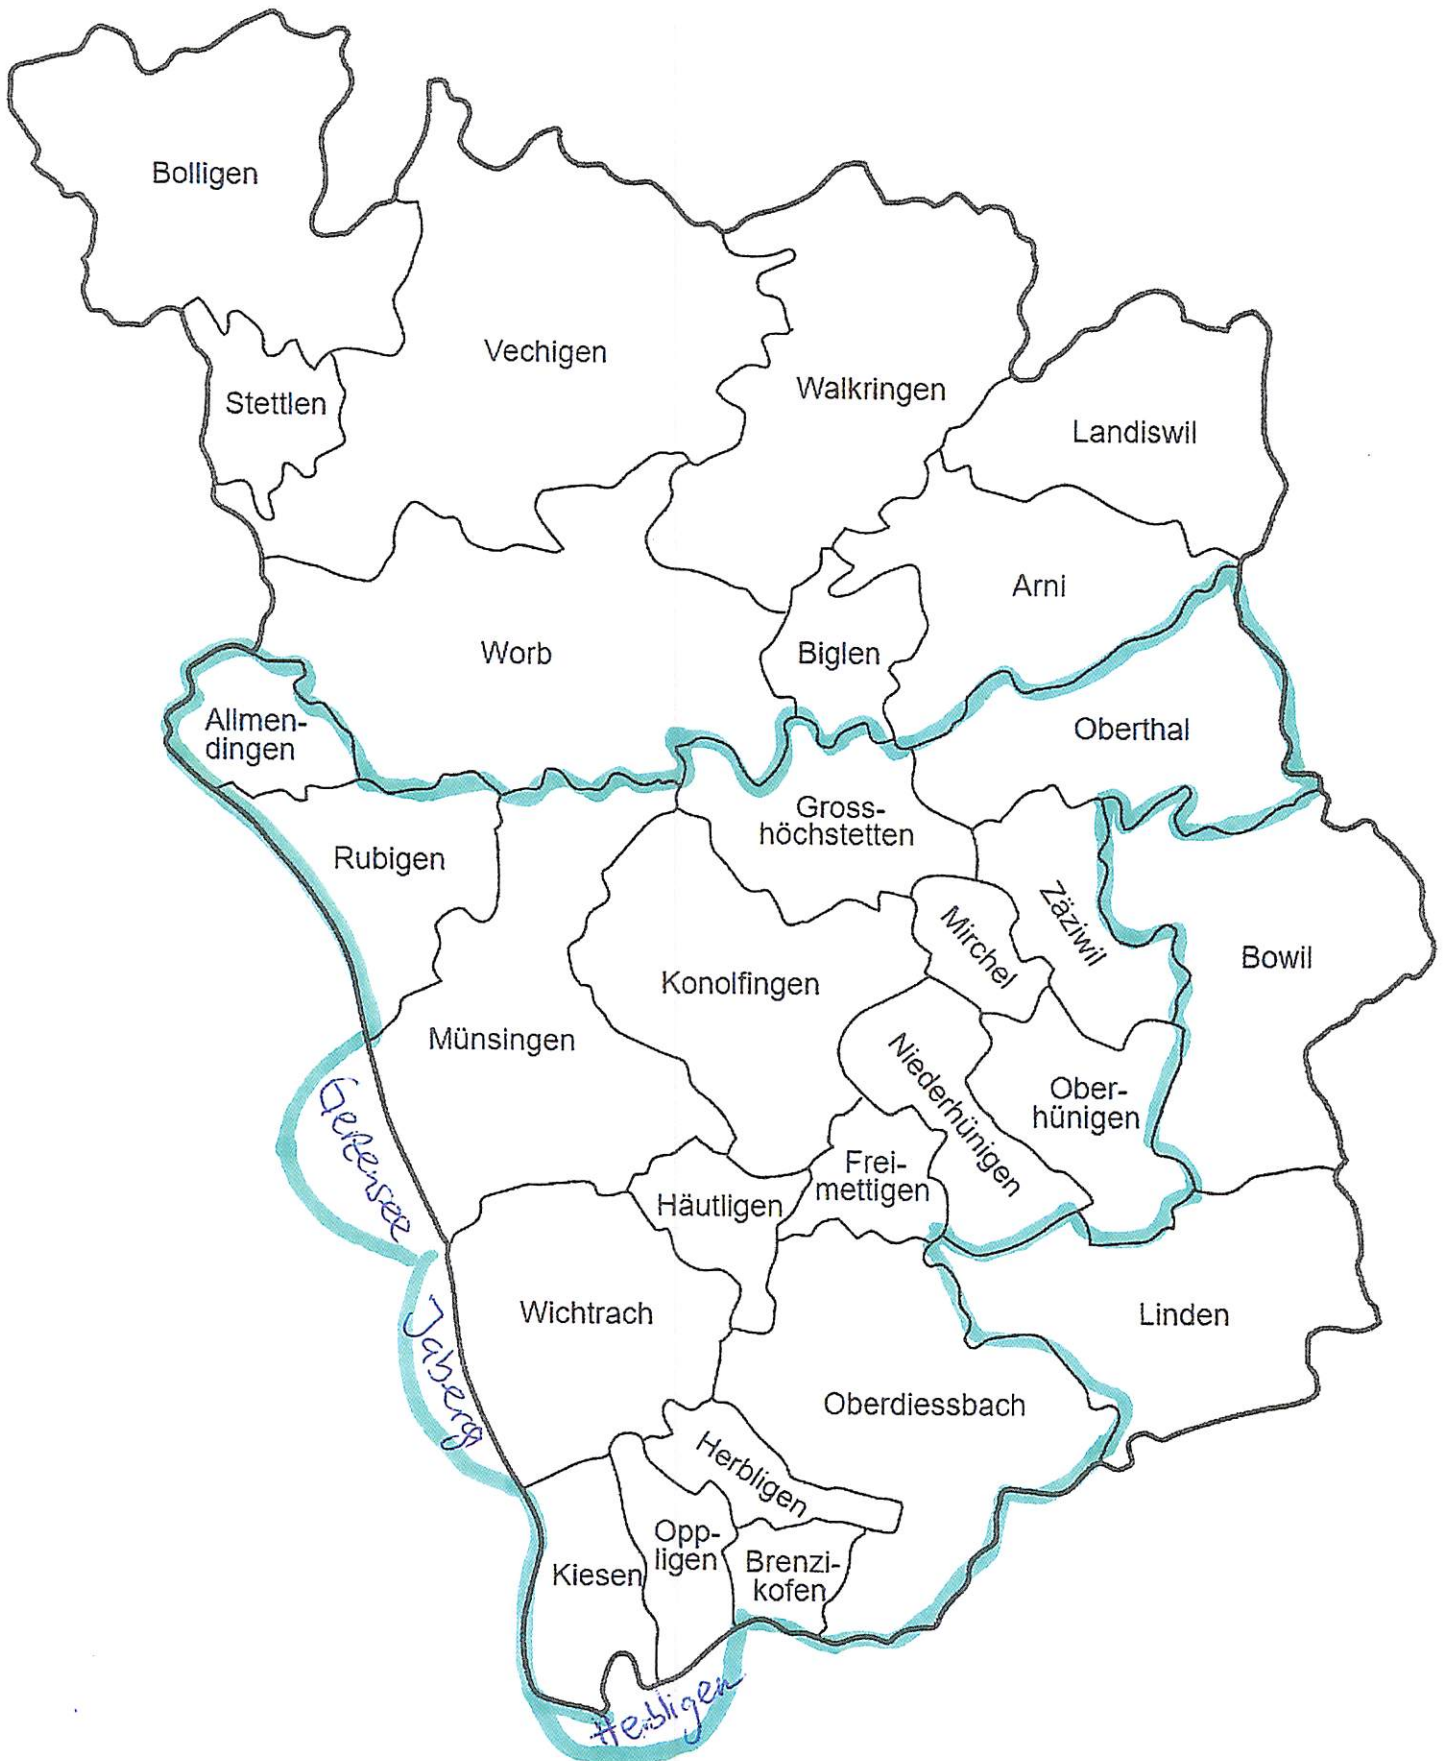 Bolligen
Vechigen
Walkringen
Stettlen
Landiswil
Arni
Worb
Biglen
Allmen-
dingen
Oberthal
Gross-
höchstetten
Rubigen
Mirchel
Zäziwil
Bowil
Konolfingen
Münsingen
Niederhünigen
Ober-
hünigen
Gerzensee
Frei-
mettigen
Häutligen
Wichtrach
Linden
Jaberg
Oberdiessbach
Herbligen
Opp-
ligen
Brenzi-
kofen
Kiesen
Herbligen